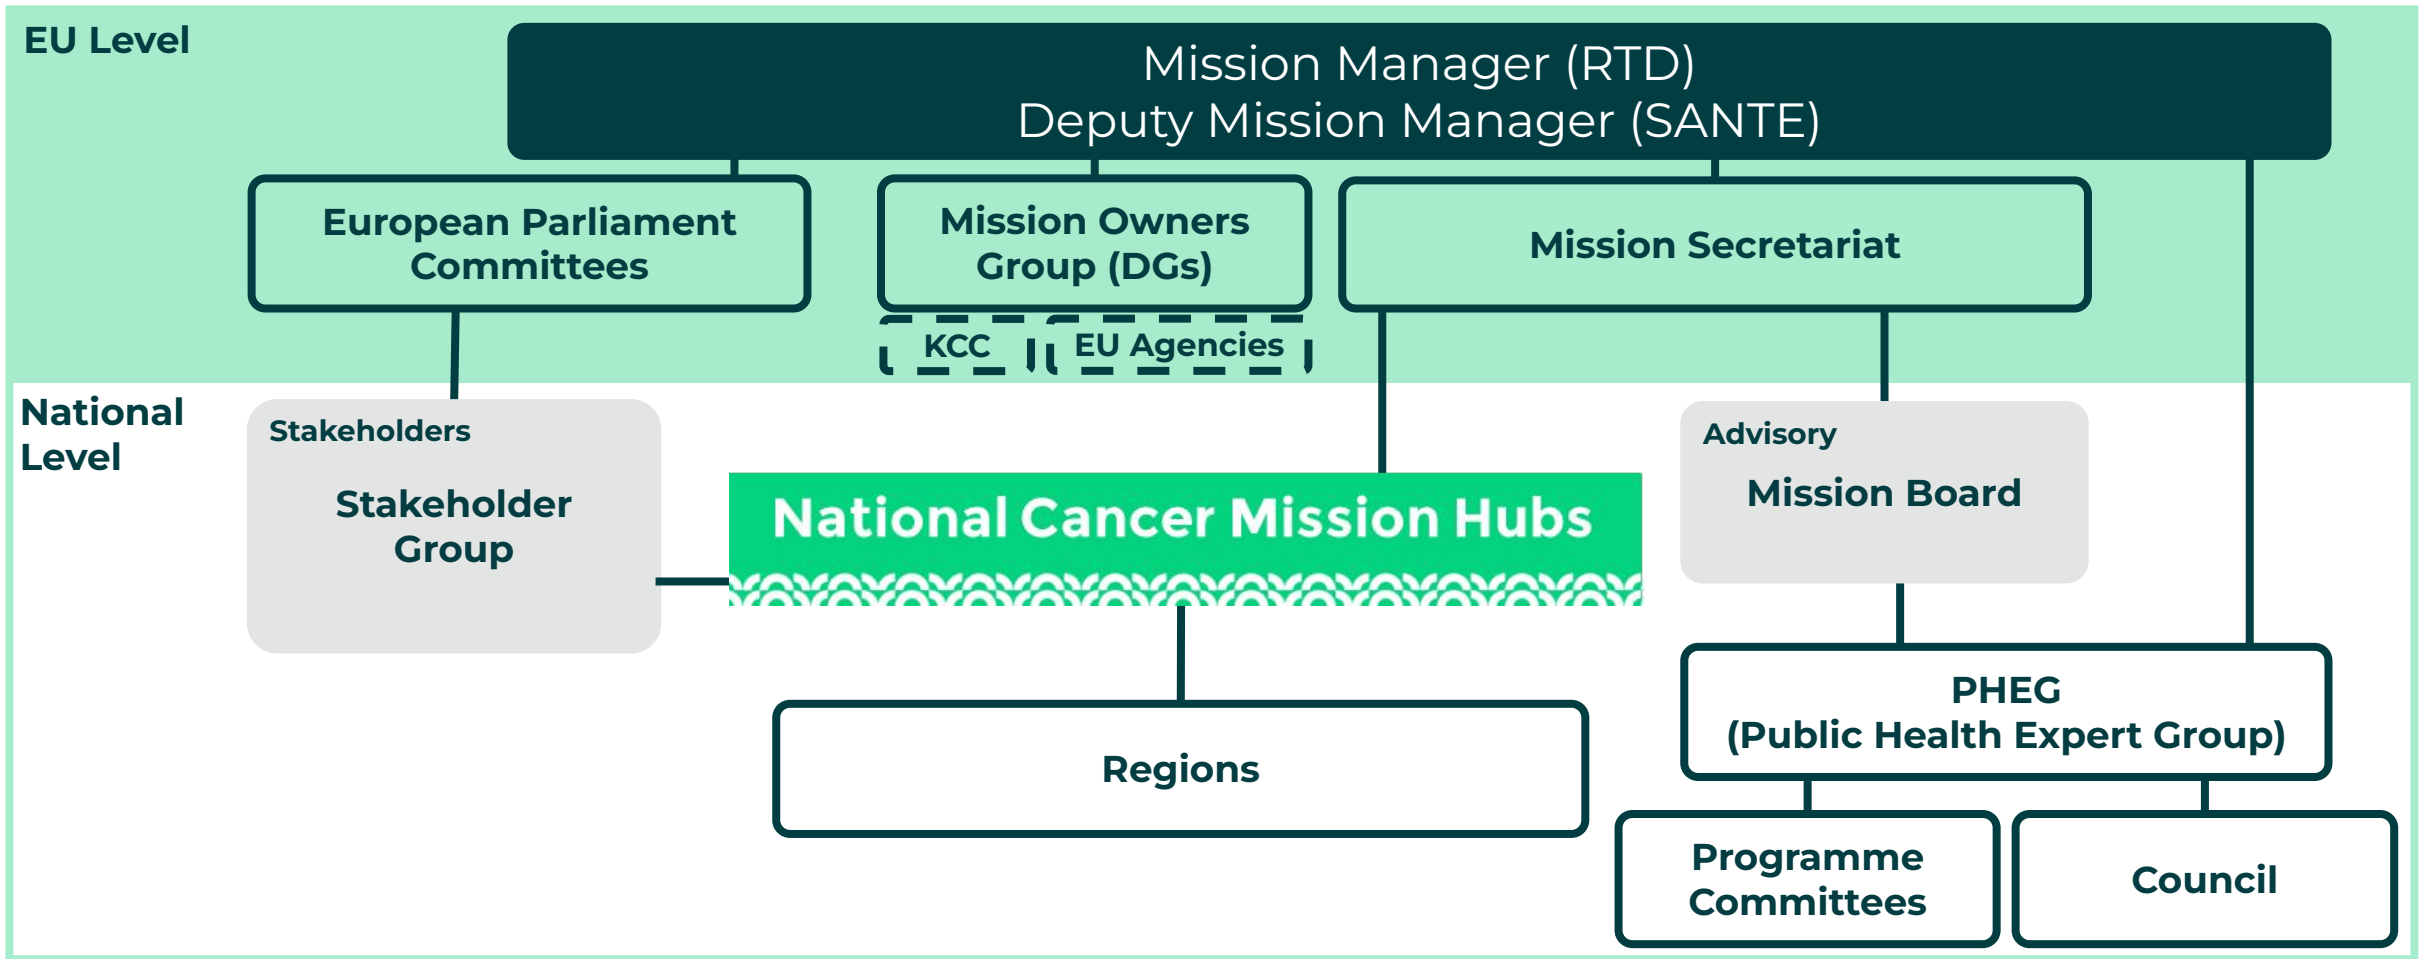 EU Level
Mission Manager (RTD)
Deputy Mission Manager (SANTE)
European Parliament
Committees
Mission Owners
Group (DGs)
Mission Secretariat
KCC
EU Agencies
National
Level
Stakeholders
Stakeholder
Group
National Cancer Mission Hubs
Advisory
Mission Board
Regions
PHEG
(Public Health Expert Group)
Programme
Committees
Council